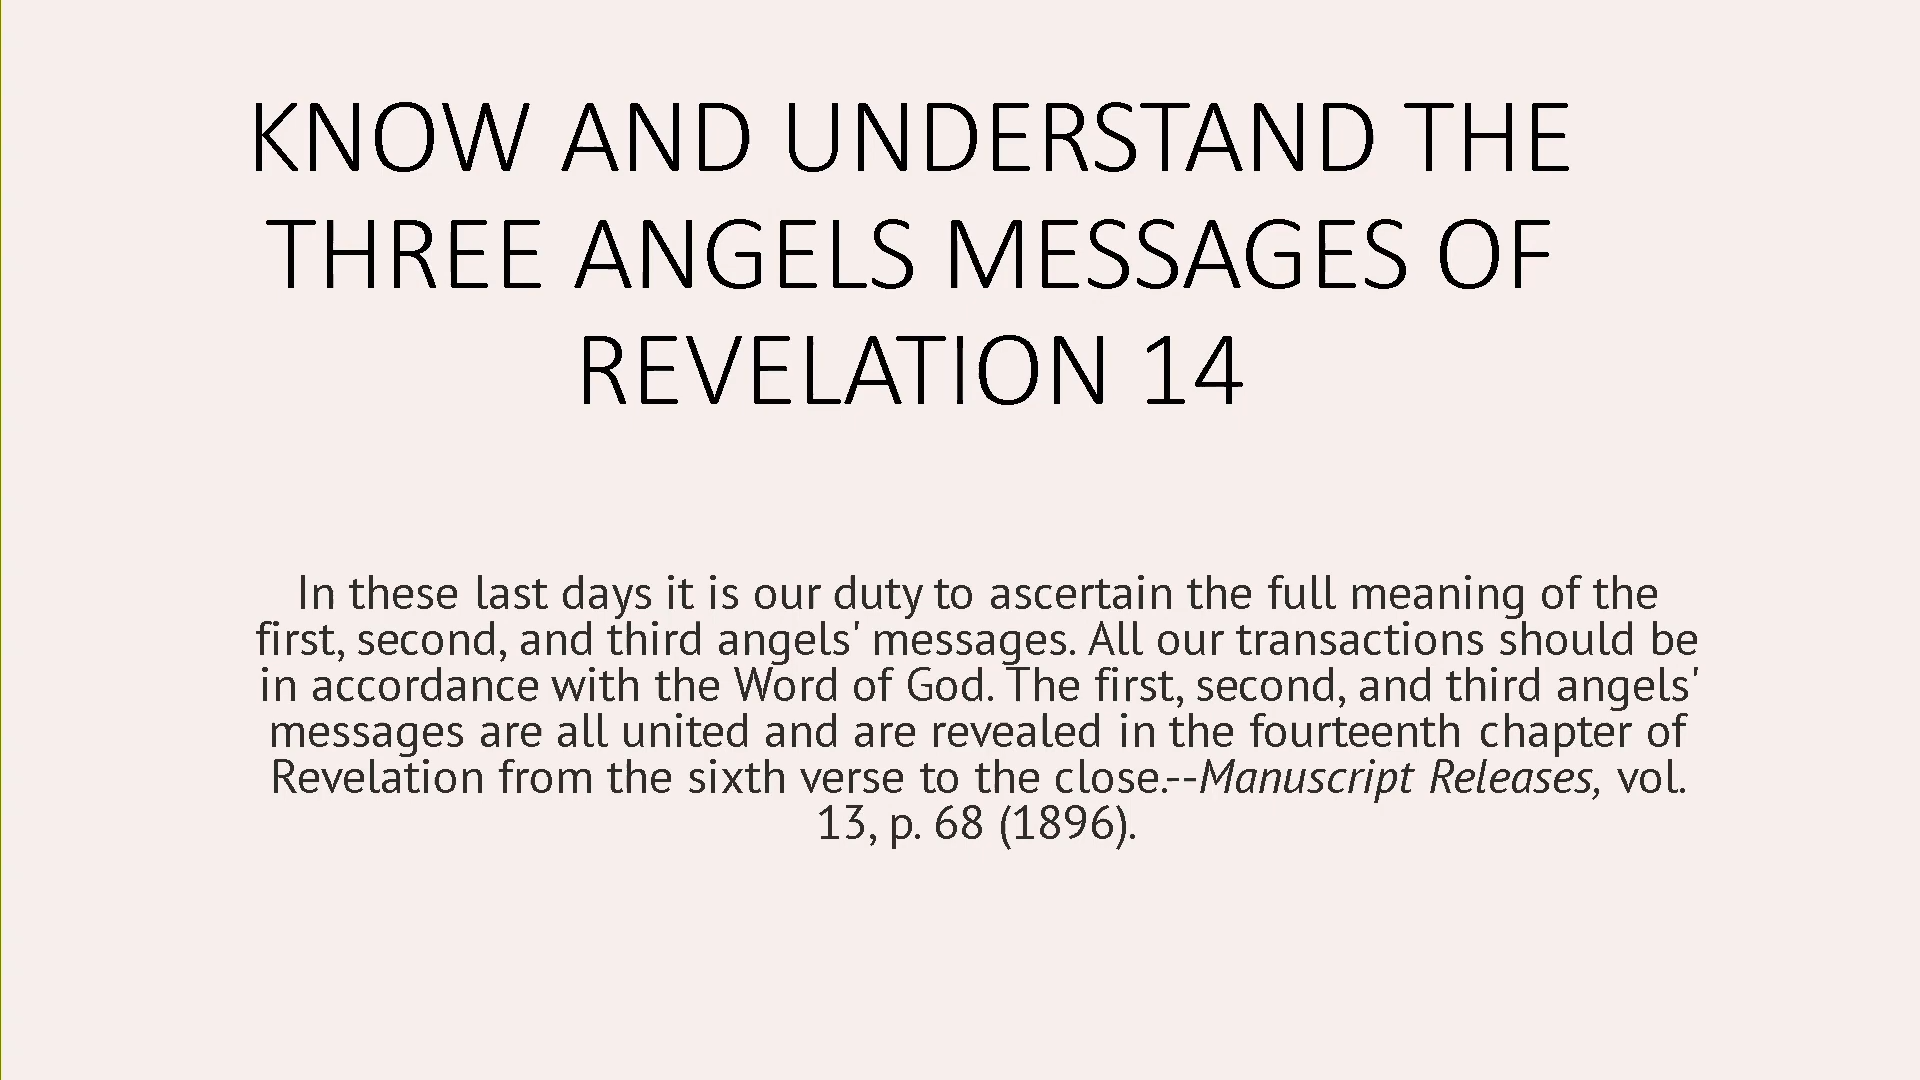 KNOW AND UNDERSTAND THE
THREE ANGELS MESSAGES OF
REVELATION 14
In these last days it is our duty to ascertain the full meaning of the
first, second, and third angels' messages. All our transactions should be
in accordance with the Word of God. The first, second, and third angels'
messages are all united and are revealed in the fourteenth chapter of
Revelation from the sixth verse to the close.--Manuscript Releases, vol.
13, p. 68 (1896).